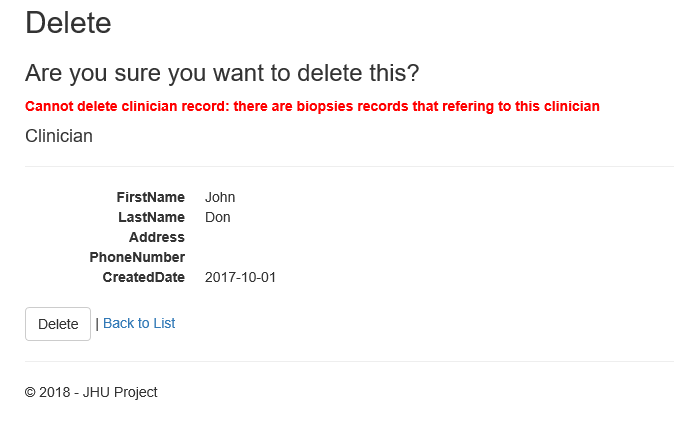 Delete
Are you sure you want to delete this?
Cannot delete clinician record: there are biopsies records that refering to this clinician
Clinician
FirstName John
LastName Don
Address
PhoneNumber
CreatedDate 2017-10-01
Delete | Back to List
© 2018 - JHU Project